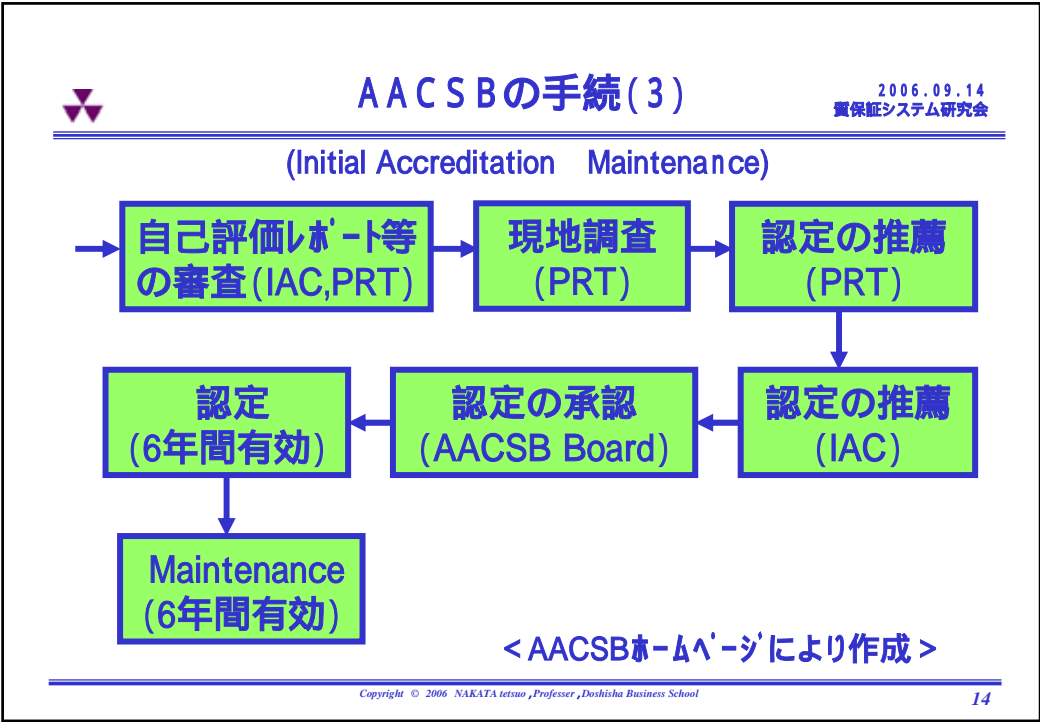 AACSBの手続(3)
2006.09.14
質保証システム研究会
(Initial Accreditation Maintenance)
自己評価ﾚﾎﾟｰﾄ等
の審査(IAC,PRT)
現地調査
(PRT)
認定の推薦
(PRT)
認定
(6年間有効)
認定の承認
(AACSB Board)
認定の推薦
(IAC)
Maintenance
(6年間有効)
<AACSBﾎｰﾑﾍﾟｰｼﾞにより作成>
Copyright © 2006 NAKATA tetsuo,Professer,Doshisha Business School
14